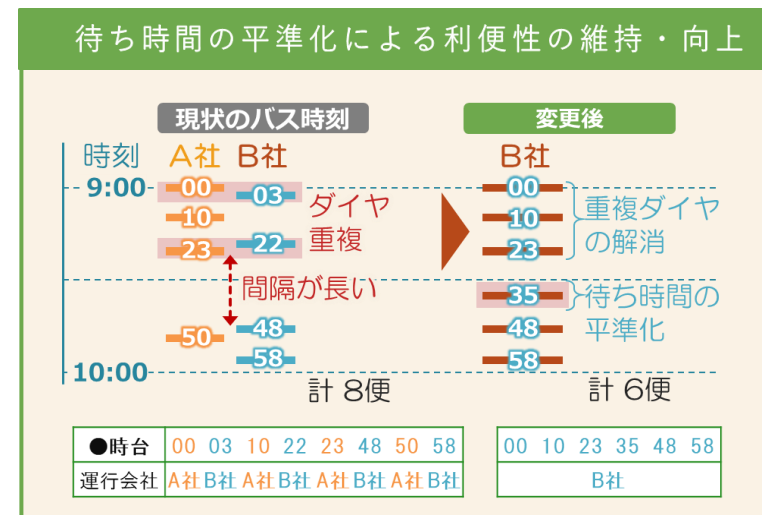 待ち時間の平準化による利便性の維持・向上
現状のバス時刻 変更後
時刻 A社 B社 B社
9:00 00 03 ダイヤ 00
10 重複 10 重複ダイヤ
23 22 23 の解消
間隔が長い 35 待ち時間の
50 48 48 平準化
58 58
10:00
計 8便 計 6便
●時台 00 03 10 22 23 48 50 58 00 10 23 35 48 58
運行会社 A社 B社 A社 B社 A社 B社 A社 B社 B社